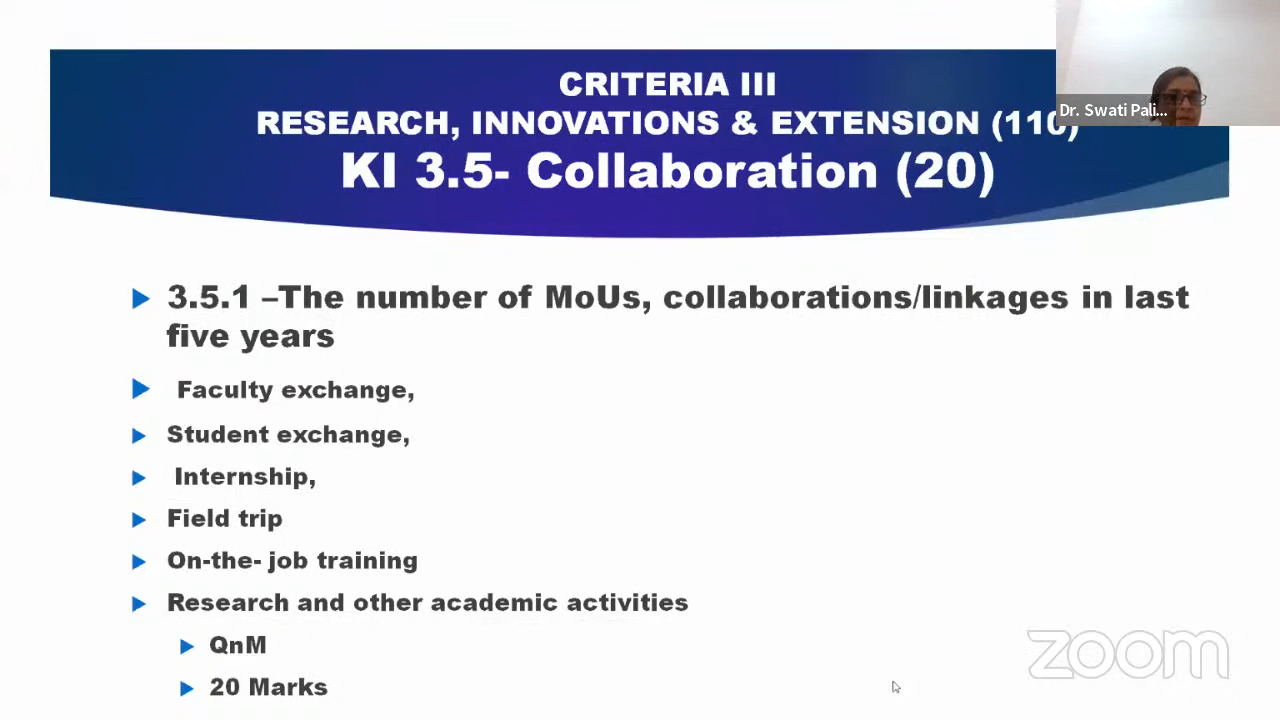 CRITERIA III
RESEARCH, INNOVATIONS & EXTENSION (110)
KI 3.5- Collaboration (20)
Dr. Swati Pali...
3.5.1 –The number of MoUs, collaborations/linkages in last
five years
Faculty exchange,
Student exchange,
Internship,
Field trip
On-the- job training
Research and other academic activities
QnM
20 Marks
zoom